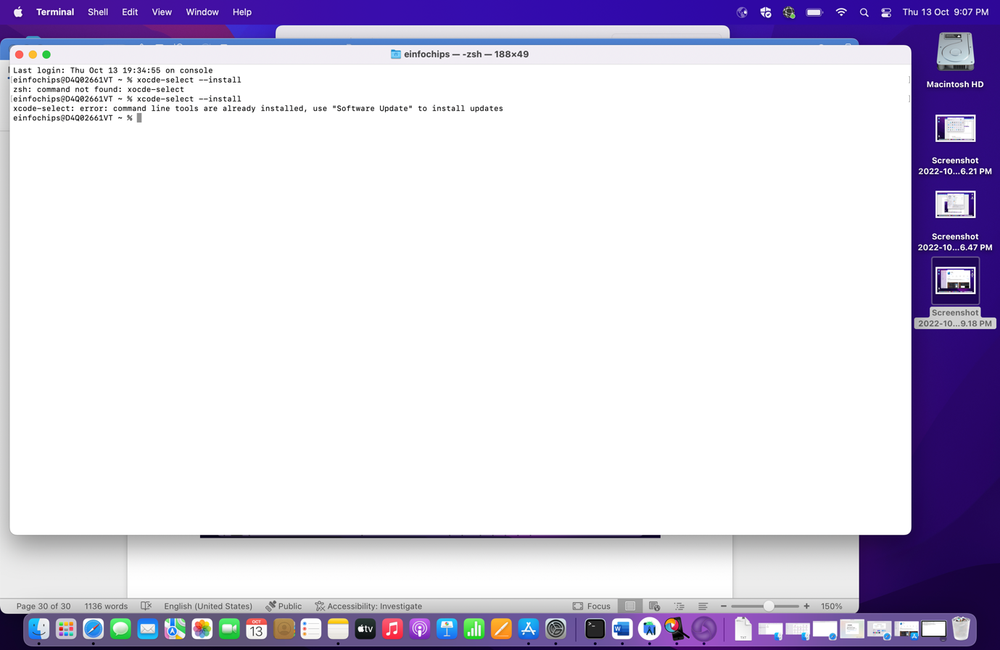 Terminal Shell Edit View Window Help Thu 13 Oct 9:07 PM
einfochips — -zsh — 188×49
Last login: Thu Oct 13 19:34:55 on console
[einfochips@D4Q02661VT ~ % xocde-select --install ]
zsh: command not found: xocde-select
[einfochips@D4Q02661VT ~ % xcode-select --install ]
xcode-select: error: command line tools are already installed, use "Software Update" to install updates
einfochips@D4Q02661VT ~ %
Macintosh HD
Screenshot
2022-10...6.21 PM
Screenshot
2022-10...6.47 PM
Screenshot
2022-10...9.18 PM
Page 30 of 30 1136 words English (United States) Public Accessibility: Investigate Focus 150%
OCT
13
tv
TXT